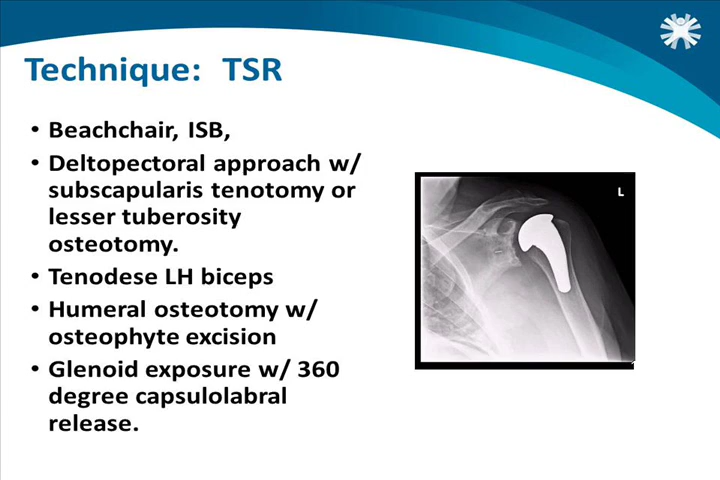 Technique: TSR
• Beachchair, ISB,
• Deltopectoral approach w/
subscapularis tenotomy or
lesser tuberosity
osteotomy.
• Tenodese LH biceps
• Humeral osteotomy w/
osteophyte excision
• Glenoid exposure w/ 360
degree capsulolabral
release.
L